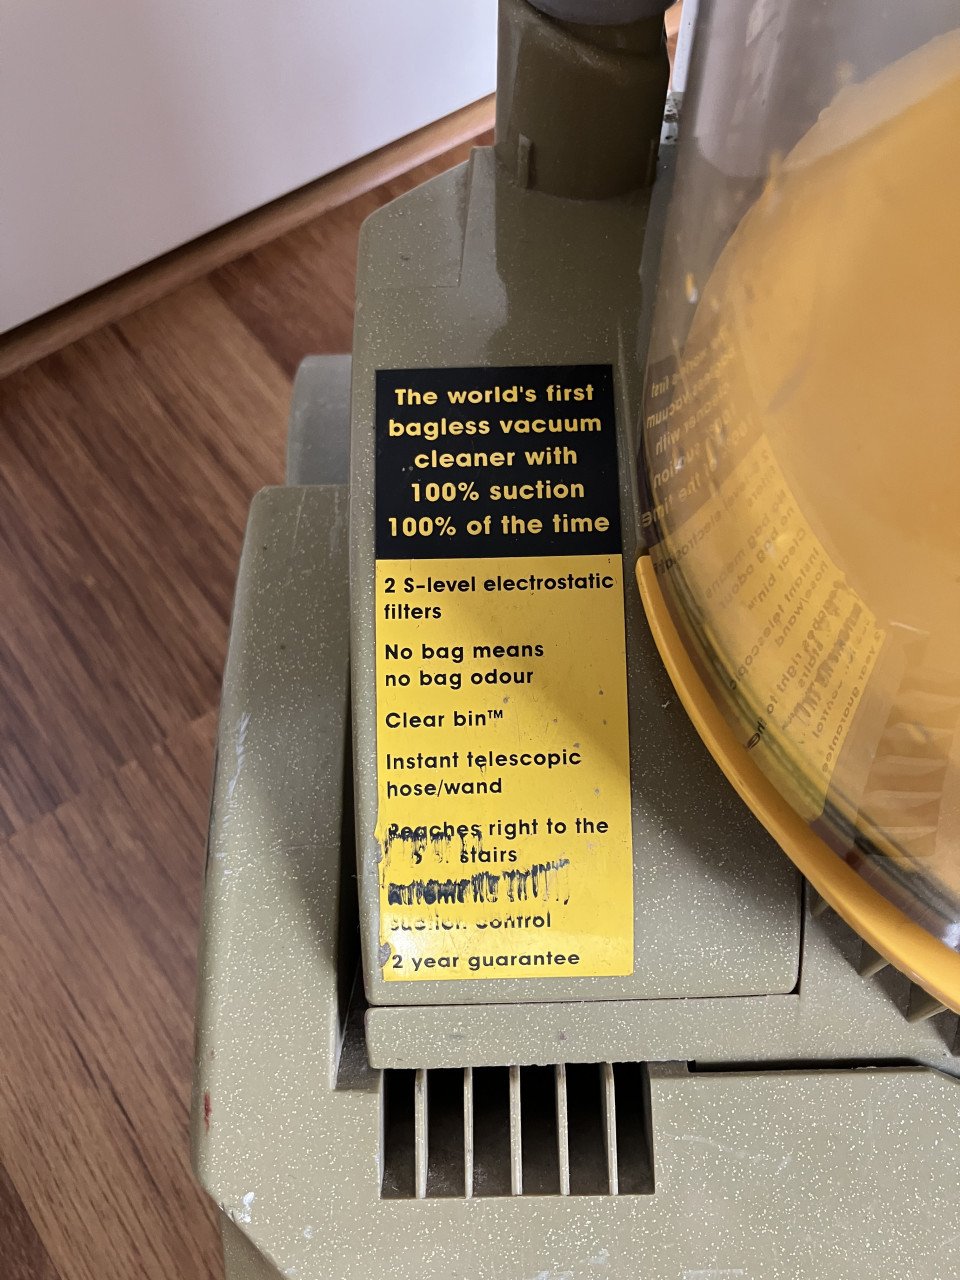 The world's first
bagless vacuum
cleaner with
100% suction
100% of the time
2 S-level electrostatic
filters
No bag means
no bag odour
Clear bin™
Instant telescopic
hose/wand
Reaches right to the
stairs
suction control
2 year guarantee